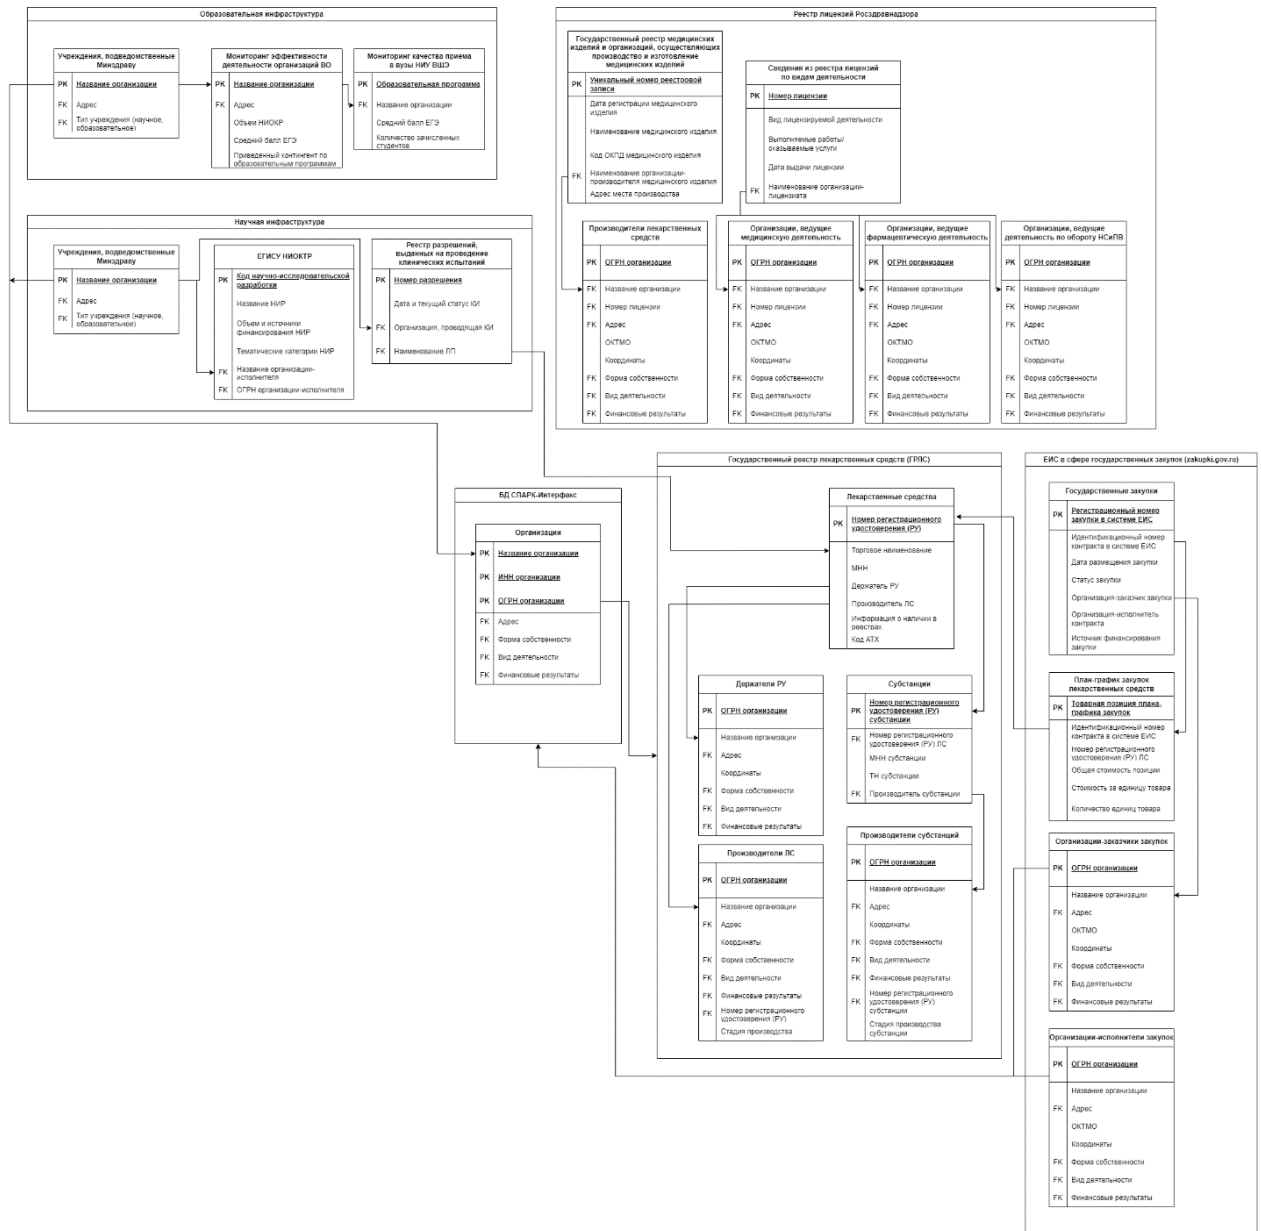 Образовательная инфраструктура
Учреждения, подведомственные
Минздраву
PK Название организации
FK Адрес
FK Тип учреждения (научное,
образовательное)
Мониторинг эффективности
деятельности организаций ВО
PK Название организации
FK Адрес
Объем НИОКР
Средний балл ЕГЭ
Приведенный контингент по
образовательным программам
Мониторинг качества приема
в вузы НИУ ВШЭ
PK Образовательная программа
FK Название организации
Средний балл ЕГЭ
Количество зачисленных
студентов
Реестр лицензий Росздравнадзора
Государственный реестр медицинских
изделий и организаций, осуществляющих
производство и изготовление
медицинских изделий
PK Уникальный номер реестровой
записи
Дата регистрации медицинского
изделия
Наименование медицинского изделия
Код ОКПД медицинского изделия
FK Наименование организации-
производителя медицинского изделия
Адрес места производства
Сведения из реестра лицензий
по видам деятельности
PK Номер лицензии
Вид лицензируемой деятельности
Выполняемые работы/
оказываемые услуги
Дата выдачи лицензии
FK Наименование организации-
лицензиата
Производители лекарственных
средств
PK ОГРН организации
FK Название организации
FK Номер лицензии
FK Адрес
ОКТМО
Координаты
FK Форма собственности
FK Вид деятельности
FK Финансовые результаты
Организации, ведущие
медицинскую деятельность
PK ОГРН организации
FK Название организации
FK Номер лицензии
FK Адрес
ОКТМО
Координаты
FK Форма собственности
FK Вид деятельности
FK Финансовые результаты
Организации, ведущие
фармацевтическую деятельность
PK ОГРН организации
FK Название организации
FK Номер лицензии
FK Адрес
ОКТМО
Координаты
FK Форма собственности
FK Вид деятельности
FK Финансовые результаты
Организации, ведущие
деятельность по обороту НСиПВ
PK ОГРН организации
FK Название организации
FK Номер лицензии
FK Адрес
ОКТМО
Координаты
FK Форма собственности
FK Вид деятельности
FK Финансовые результаты
Научная инфраструктура
Учреждения, подведомственные
Минздраву
PK Название организации
FK Адрес
FK Тип учреждения (научное,
образовательное)
ЕГИСУ НИОКТР
PK Код научно-исследовательской
разработки
Название НИР
Объем и источники
финансирования НИР
Тематические категории НИР
FK Название организации-
исполнителя
FK ОГРН организации-исполнителя
Реестр разрешений,
выданных на проведение
клинических испытаний
PK Номер разрешения
Дата и текущий статус КИ
FK Организация, проводящая КИ
FK Наименование ЛП
БД СПАРК-Интерфакс
Организации
PK Название организации
PK ИНН организации
PK ОГРН организации
FK Адрес
FK Форма собственности
FK Вид деятельности
FK Финансовые результаты
Государственный реестр лекарственных средств (ГРЛС)
Лекарственные средства
PK Номер регистрационного
удостоверения (РУ)
Торговое наименование
МНН
Держатель РУ
Производитель ЛС
Информация о наличии в
реестрах
Код АТХ
Держатели РУ
PK ОГРН организации
Название организации
FK Адрес
Координаты
FK Форма собственности
FK Вид деятельности
FK Финансовые результаты
Субстанции
PK Номер регистрационного
удостоверения (РУ)
субстанции
FK Номер регистрационного
удостоверения (РУ) ЛС
МНН субстанции
ТН субстанции
FK Производитель субстанции
Производители ЛС
PK ОГРН организации
Название организации
FK Адрес
Координаты
FK Форма собственности
FK Вид деятельности
FK Финансовые результаты
FK Номер регистрационного
удостоверения (РУ)
Стадия производства
Производители субстанций
PK ОГРН организации
Название организации
FK Адрес
Координаты
FK Форма собственности
FK Вид деятельности
FK Финансовые результаты
FK Номер регистрационного
удостоверения (РУ)
субстанции
Стадия производства
субстанции
ЕИС в сфере государственных закупок (zakupki.gov.ru)
Государственные закупки
PK Регистрационный номер
закупки в системе ЕИС
Идентификационный номер
контракта в системе ЕИС
Дата размещения закупки
Статус закупки
Организация-заказчик закупки
Организация-исполнитель
контракта
Источник финансирования
закупки
План-график закупок
лекарственных средств
PK Товарная позиция плана-
графика закупок
Идентификационный номер
контракта в системе ЕИС
Номер регистрационного
удостоверения (РУ) ЛС
Общая стоимость позиции
Стоимость за единицу товара
Количество единиц товара
Организации-заказчики закупок
PK ОГРН организации
Название организации
FK Адрес
ОКТМО
Координаты
FK Форма собственности
FK Вид деятельности
FK Финансовые результаты
Организации-исполнители закупок
PK ОГРН организации
Название организации
FK Адрес
ОКТМО
Координаты
FK Форма собственности
FK Вид деятельности
FK Финансовые результаты